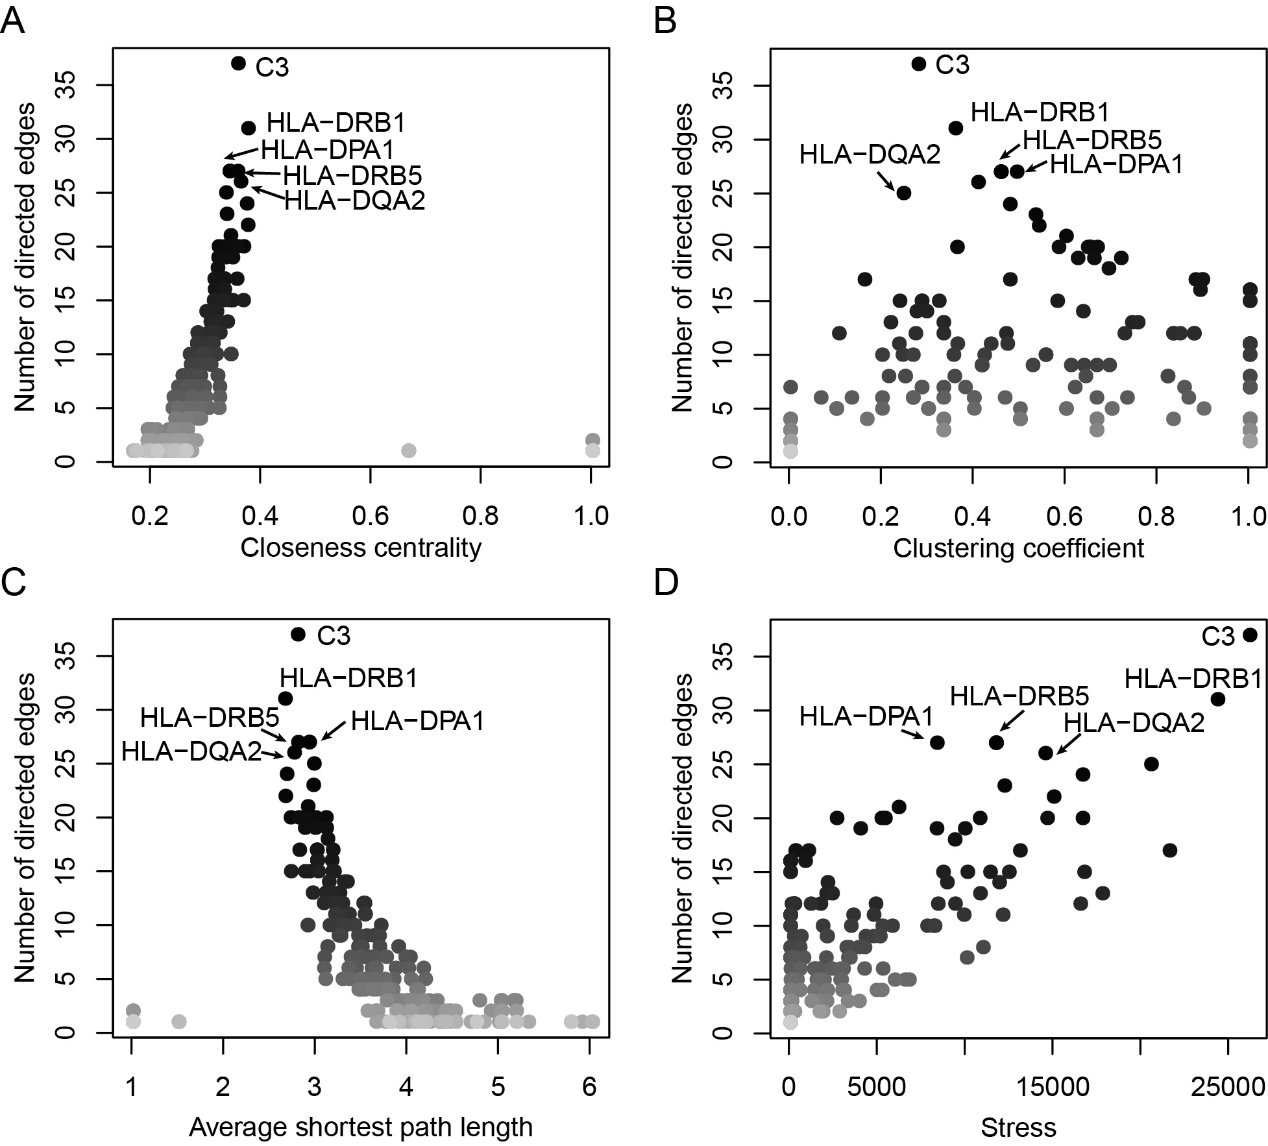 A
Number of directed edges
35
30
25
20
15
10
5
0
C3
HLA−DRB1
HLA−DPA1
HLA−DRB5
HLA−DQA2
0.2
0.4
0.6
0.8
1.0
Closeness centrality
B
Number of directed edges
35
30
25
20
15
10
5
0
C3
HLA−DRB1
HLA−DRB5
HLA−DQA2
HLA−DPA1
0.0
0.2
0.4
0.6
0.8
1.0
Clustering coefficient
C
Number of directed edges
35
30
25
20
15
10
5
0
C3
HLA−DRB1
HLA−DRB5
HLA−DPA1
HLA−DQA2
1
2
3
4
5
6
Average shortest path length
D
Number of directed edges
35
30
25
20
15
10
5
0
C3
HLA−DRB1
HLA−DRB5
HLA−DPA1
HLA−DQA2
0
5000
15000
25000
Stress